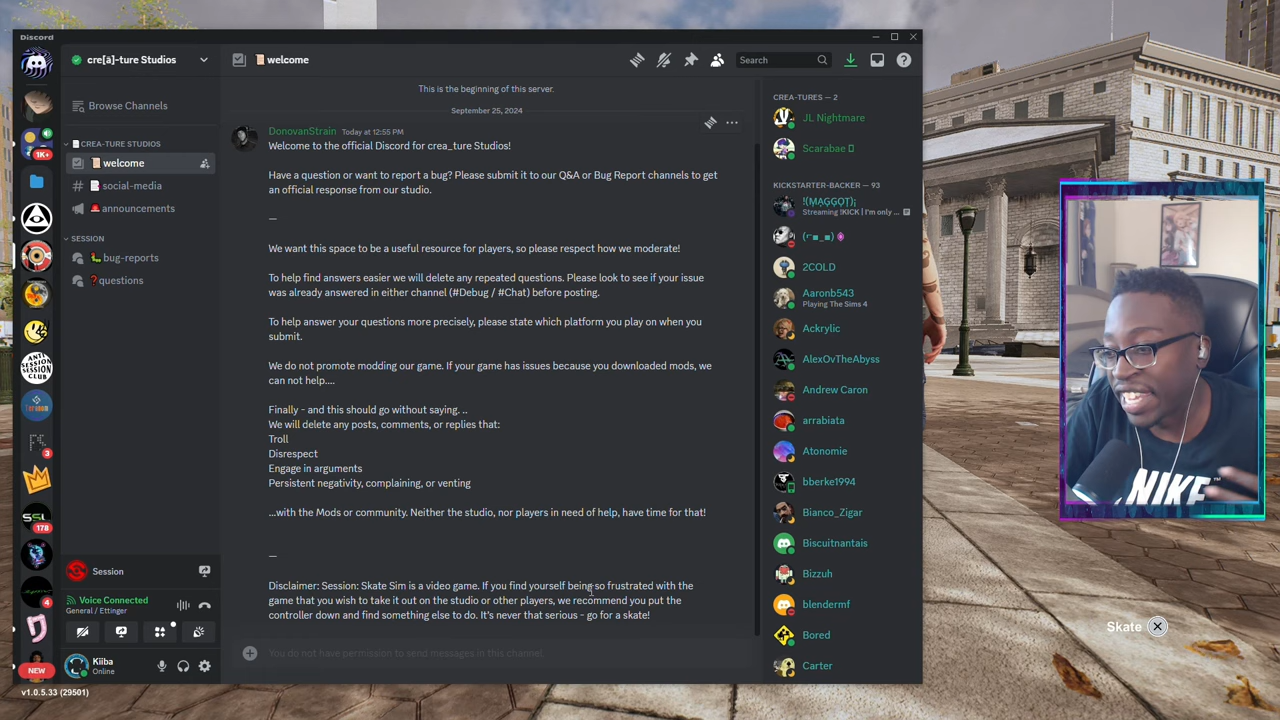 Discord
cre[ā]-ture Studios
welcome
Search
Browse Channels
CREA-TURE STUDIOS
welcome
social-media
announcements
SESSION
bug-reports
questions
1K+
3
178
4
NEW
Session
Voice Connected
General / Ettinger
Kiiba
Online
v1.0.5.33 (29501)
This is the beginning of this server.
September 25, 2024
DonovanStrain Today at 12:55 PM
Welcome to the official Discord for crea_ture Studios!
Have a question or want to report a bug? Please submit it to our Q&A or Bug Report channels to get
an official response from our studio.
—
We want this space to be a useful resource for players, so please respect how we moderate!
To help find answers easier we will delete any repeated questions. Please look to see if your issue
was already answered in either channel (#Debug / #Chat) before posting.
To help answer your questions more precisely, please state which platform you play on when you
submit.
We do not promote modding our game. If your game has issues because you downloaded mods, we
can not help....
Finally - and this should go without saying. ..
We will delete any posts, comments, or replies that:
Troll
Disrespect
Engage in arguments
Persistent negativity, complaining, or venting
...with the Mods or community. Neither the studio, nor players in need of help, have time for that!
—
Disclaimer: Session: Skate Sim is a video game. If you find yourself being so frustrated with the
game that you wish to take it out on the studio or other players, we recommend you put the
controller down and find something else to do. It's never that serious - go for a skate!
You do not have permission to send messages in this channel.
CREA-TURES — 2
JL Nightmare
Scarabae
KICKSTARTER-BACKER — 93
!(MAGGOT)¡
Streaming !KICK | I'm only ...
2COLD
Aaronb543
Playing The Sims 4
Ackrylic
AlexOvTheAbyss
Andrew Caron
arrabiata
Atonomie
bberke1994
Bianco_Zigar
Biscuitnantais
Bizzuh
blendermf
Bored
Carter
ANTI
SESSION
SESSION
CLUB
NIKE
Skate